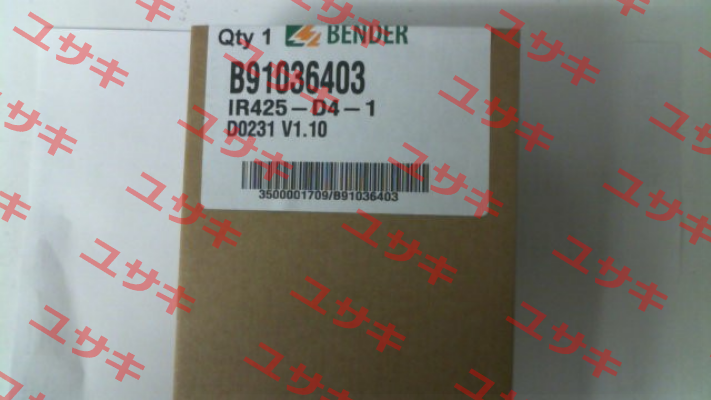 Qty 1 BENDER
B91036403
IR425-D4-1
D0231 V1.10
3500001709/B91036403
ユサキ